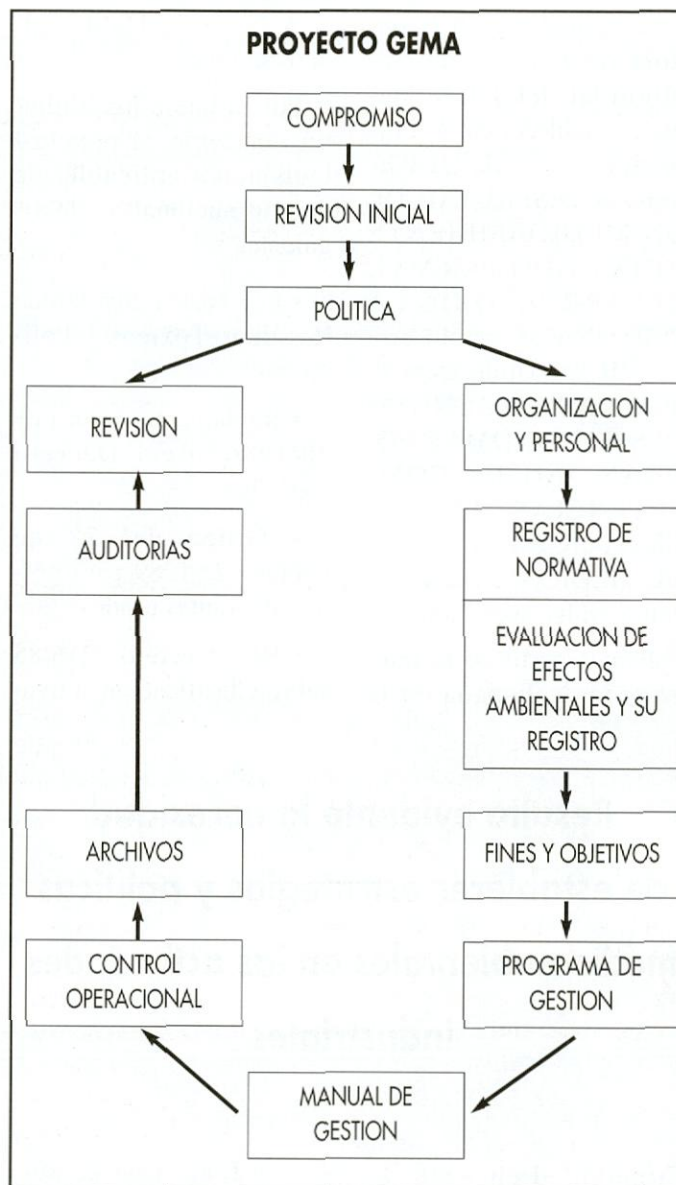 PROYECTO GEMA
COMPROMISO
REVISION INICIAL
POLITICA
REVISION
AUDITORIAS
ARCHIVOS
CONTROL
OPERACIONAL
ORGANIZACION
Y PERSONAL
REGISTRO DE
NORMATIVA
EVALUACION DE
EFECTOS
AMBIENTALES Y SU
REGISTRO
FINES Y OBJETIVOS
PROGRAMA DE
GESTION
MANUAL DE
GESTION